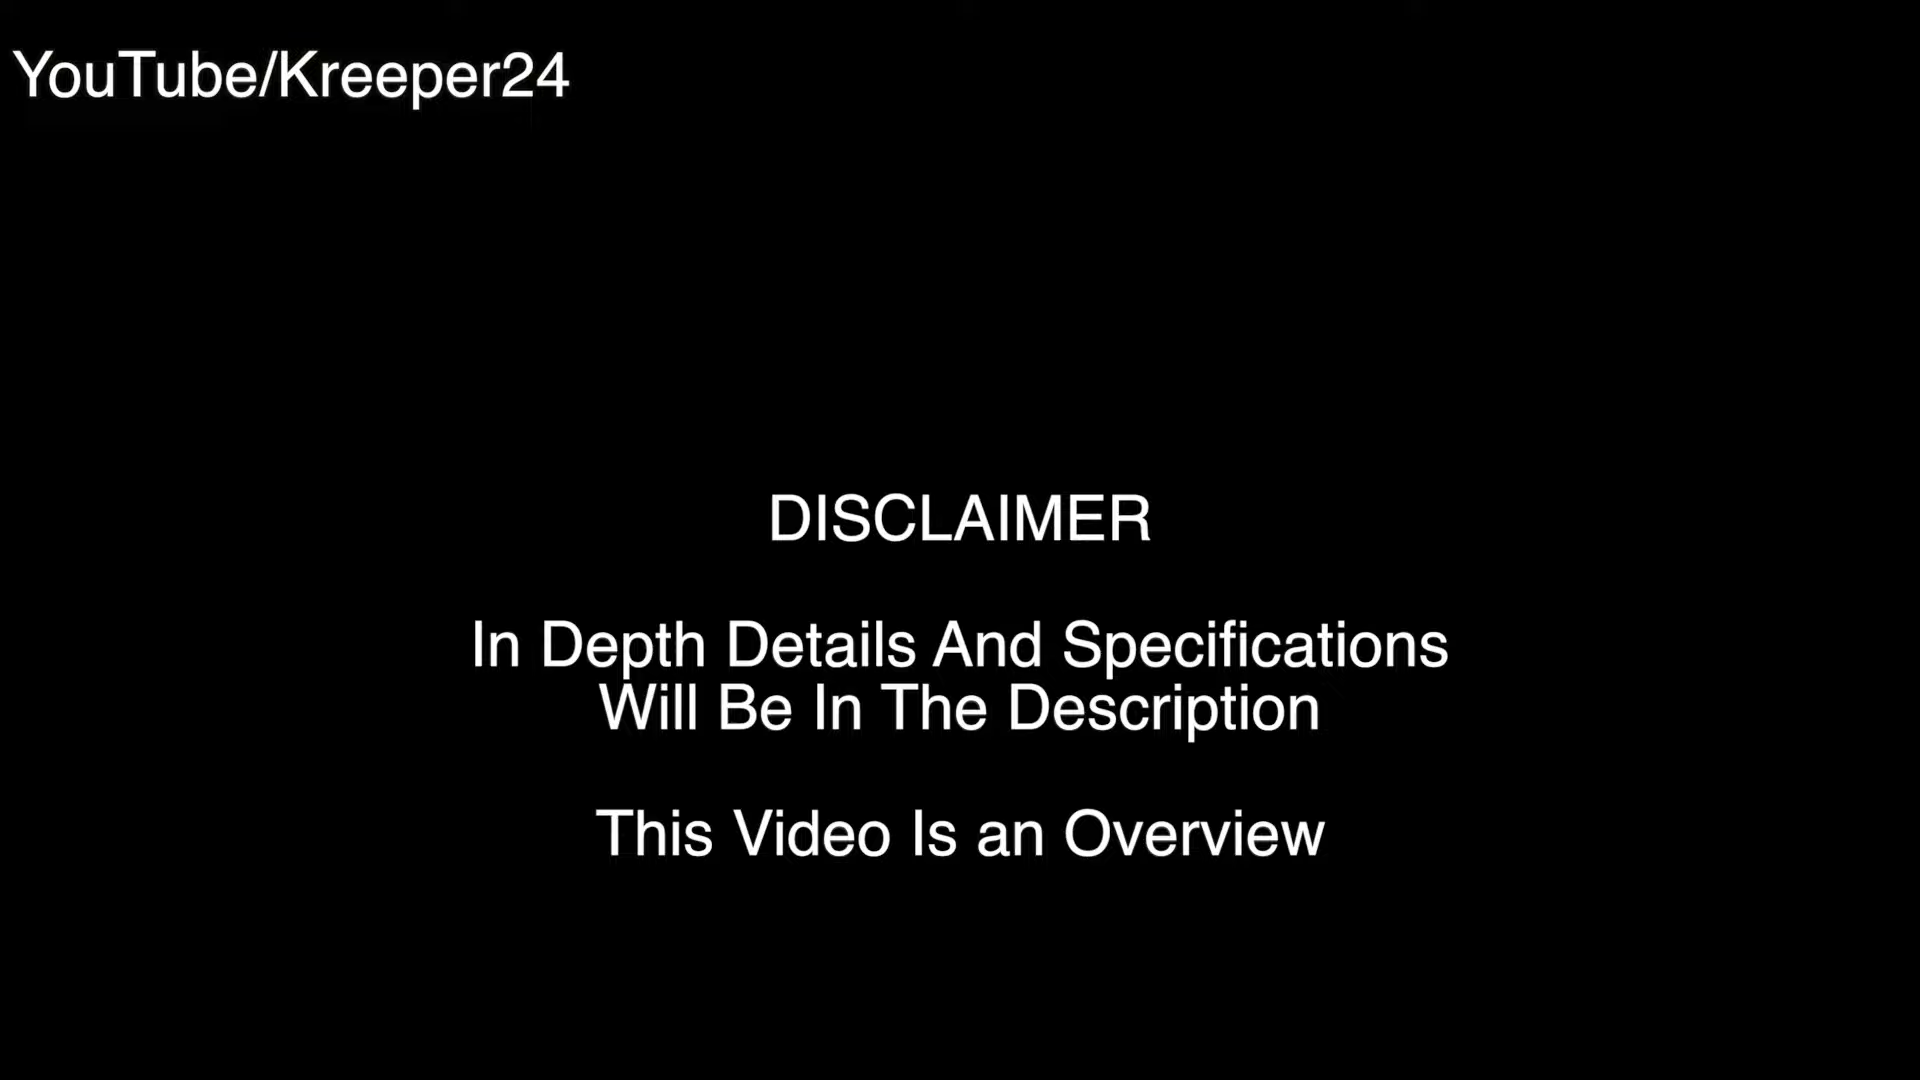 YouTube/Kreeper24
DISCLAIMER
In Depth Details And Specifications
Will Be In The Description
This Video Is an Overview